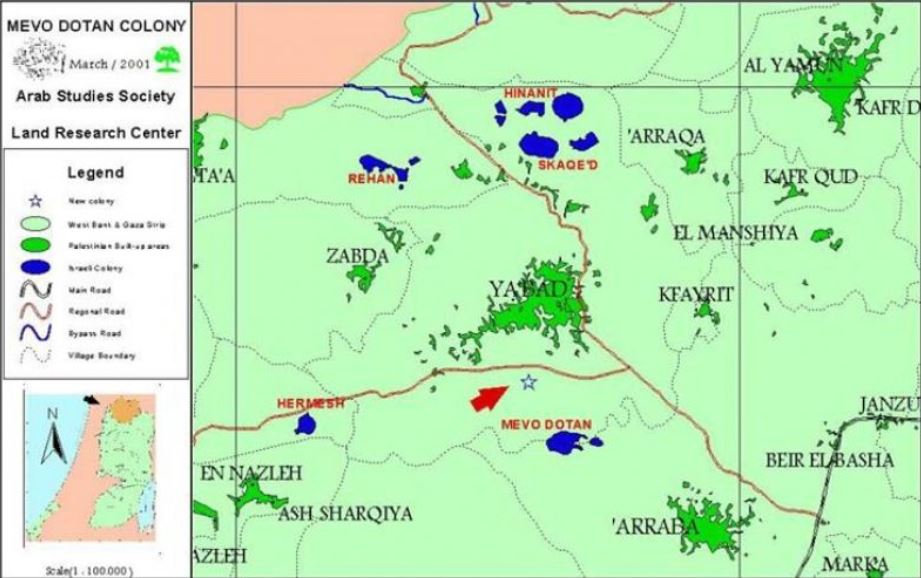 MEVO DOTAN COLONY
March / 2001
Arab Studies Society
Land Research Center
Legend
New colony
West Bank & Gaza Strip
Palestinian Built-up areas
Israeli Colony
Main Road
Regonal Road
Bypass Road
Village Boundary
N
Scale(1 : 100.000)
AL YAMUN
HINANIT
KAFR D
'ARRAQA
SKAQE'D
TA'A
REHAN
KAFR QUD
EL MANSHIYA
ZABDA
YA'BAD
KFAYRIT
HERMESH
JANZU
MEVO DOTAN
BEIR EL BASHA
EN NAZLEH
ASH SHARQIYA
'ARRABA
AZLEH
MARKA